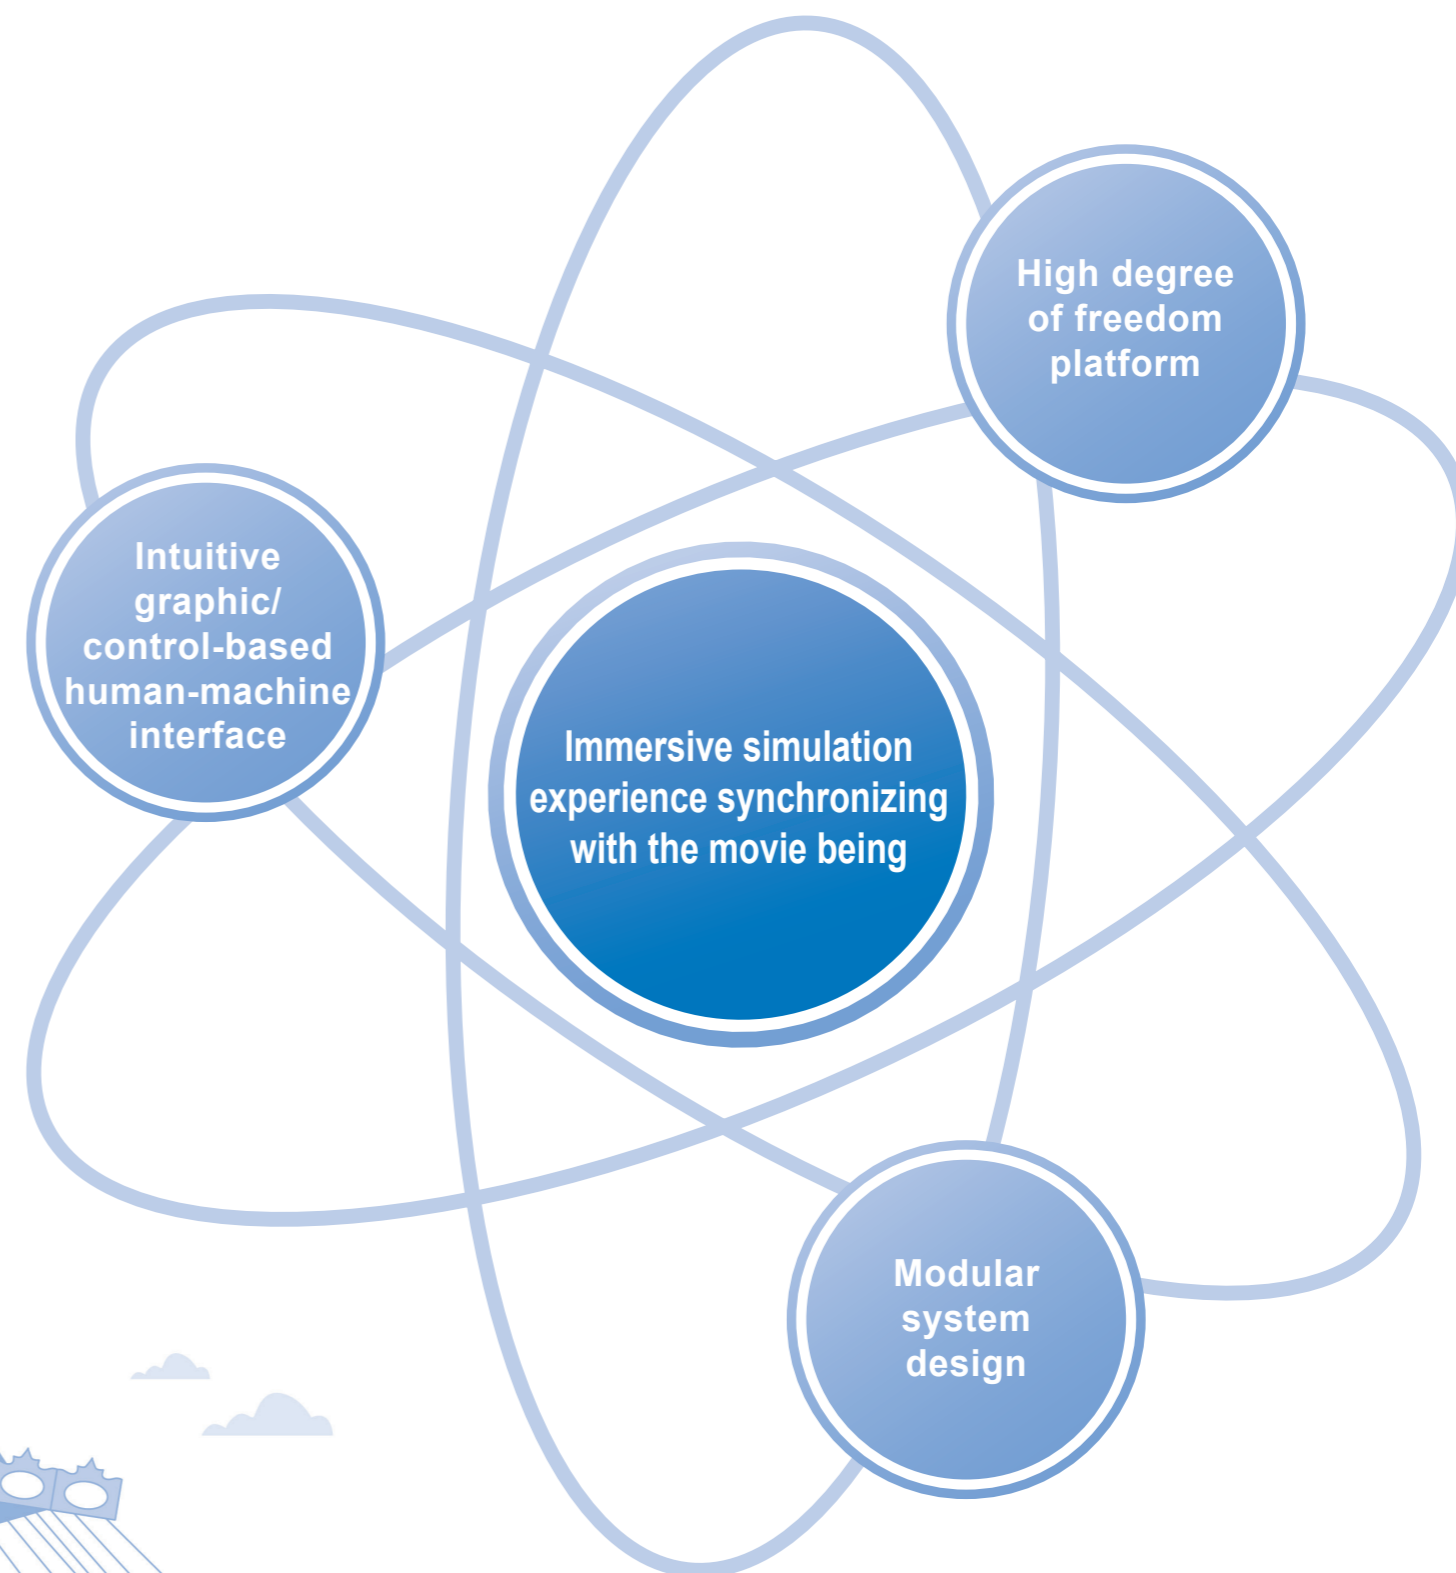 High degree
of freedom
platform
Intuitive
graphic/
control-based
human-machine
interface
Immersive simulation
experience synchronizing
with the movie being
Modular
system
design